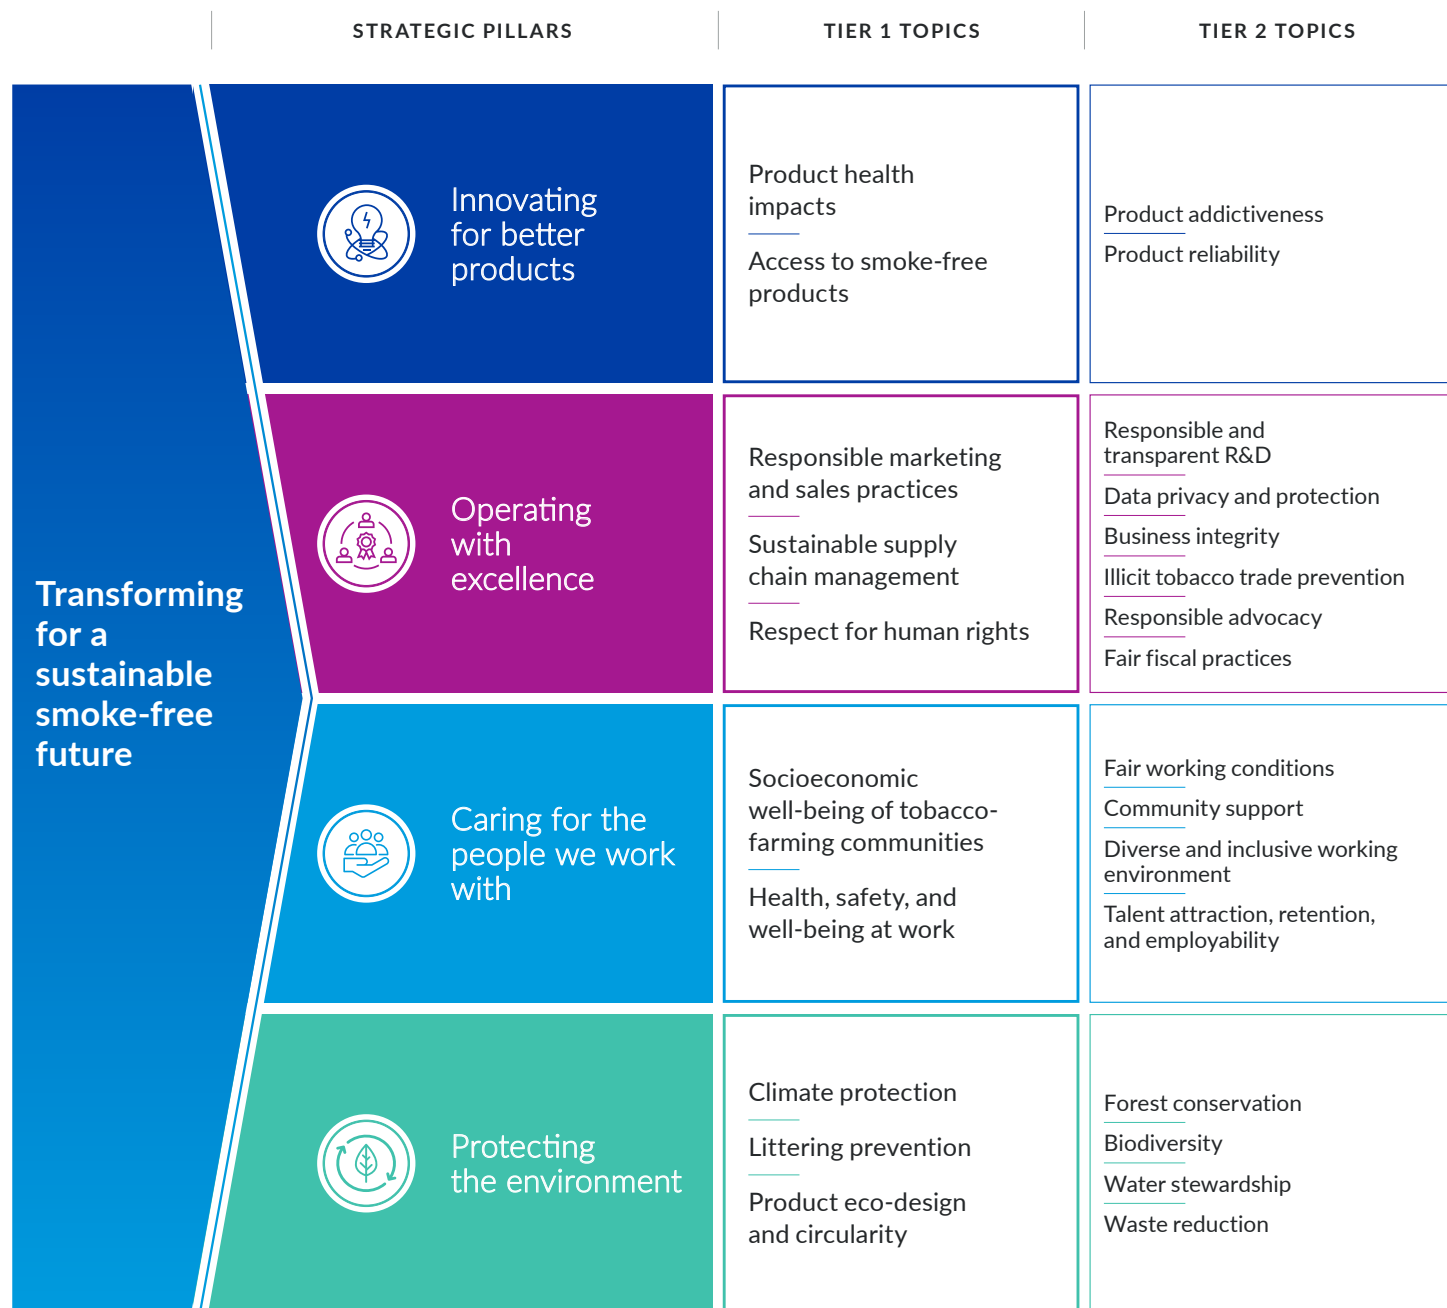 STRATEGIC PILLARS
TIER 1 TOPICS
TIER 2 TOPICS
Transforming
for a
sustainable
smoke-free
future
Innovating
for better
products
Product health
impacts
Access to smoke-free
products
Product addictiveness
Product reliability
Operating
with
excellence
Responsible marketing
and sales practices
Sustainable supply
chain management
Respect for human rights
Responsible and
transparent R&D
Data privacy and protection
Business integrity
Illicit tobacco trade prevention
Responsible advocacy
Fair fiscal practices
Caring for the
people we work
with
Socioeconomic
well-being of tobacco-
farming communities
Health, safety, and
well-being at work
Fair working conditions
Community support
Diverse and inclusive working
environment
Talent attraction, retention,
and employability
Protecting
the environment
Climate protection
Littering prevention
Product eco-design
and circularity
Forest conservation
Biodiversity
Water stewardship
Waste reduction